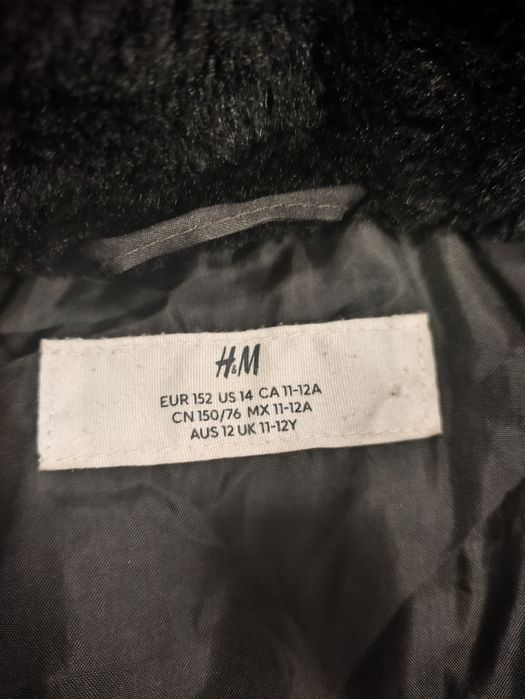 H&M
EUR 152 US 14 CA 11-12A
CN 150/76 MX 11-12A
AUS 12 UK 11-12Y